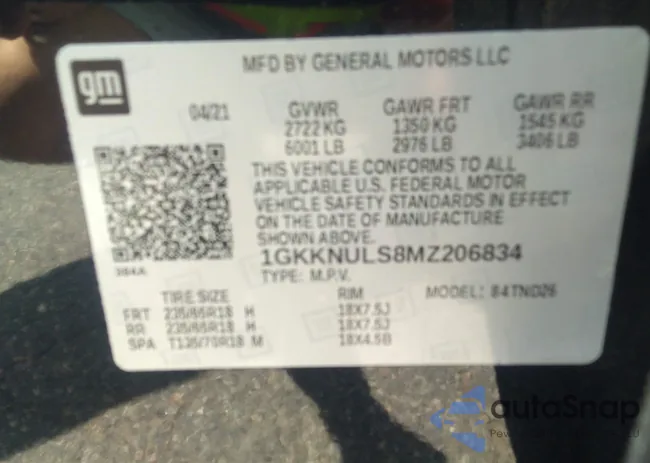 gm
MFD BY GENERAL MOTORS LLC
04/21 GVWR GAWR FRT GAWR RR
2722 KG 1350 KG 1545 KG
6001 LB 2976 LB 3406 LB
THIS VEHICLE CONFORMS TO ALL
APPLICABLE U.S. FEDERAL MOTOR
VEHICLE SAFETY STANDARDS IN EFFECT
ON THE DATE OF MANUFACTURE
SHOWN ABOVE.
1GKKNULS8MZ206834
TYPE: M.P.V.
TIRE SIZE RIM MODEL: 84TND26
FRT 235/65R18 H 18X7.5J
RR 235/65R18 H 18X7.5J
SPA T135/70R18 M 18X4.5B
autoSnap